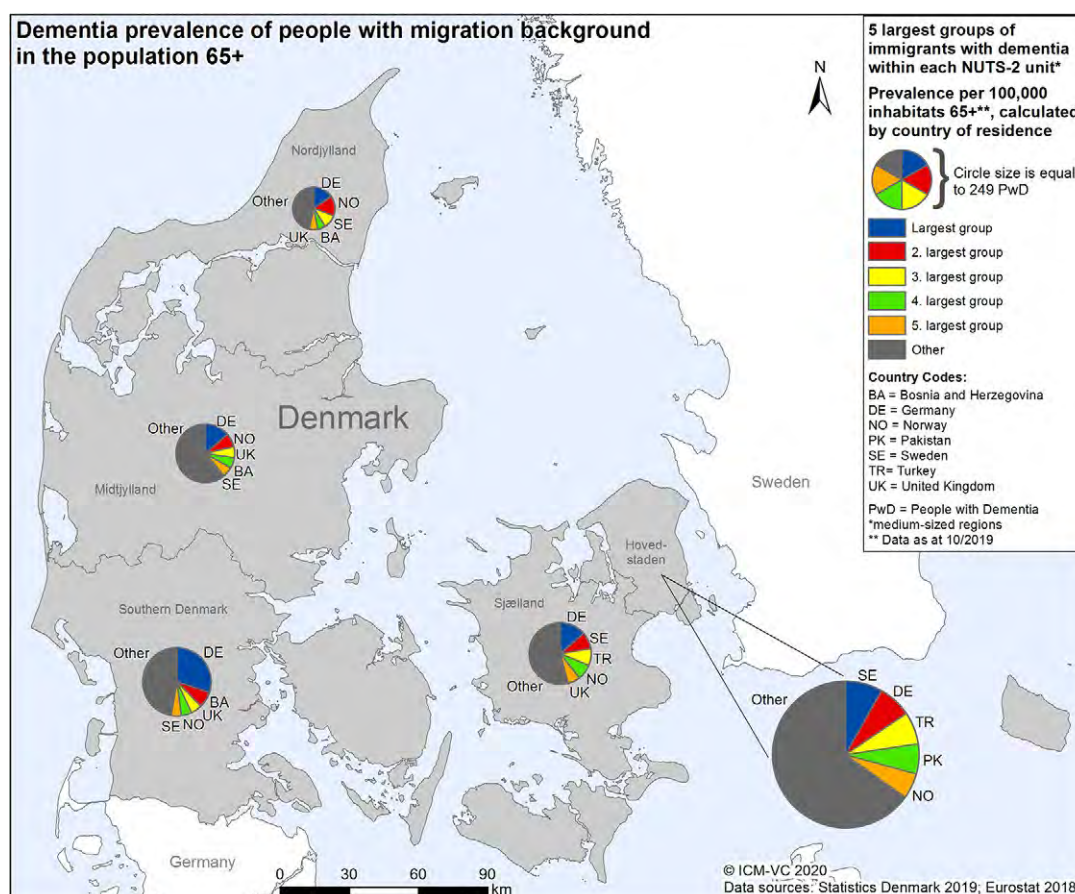 Dementia prevalence of people with migration background
in the population 65+
5 largest groups of
immigrants with dementia
within each NUTS-2 unit*
Prevalence per 100,000
inhabitats 65+**, calculated
by country of residence
Circle size is equal
to 249 PwD
Largest group
2. largest group
3. largest group
4. largest group
5. largest group
Other
Country Codes:
BA = Bosnia and Herzegovina
DE = Germany
NO = Norway
PK = Pakistan
SE = Sweden
TR= Turkey
UK = United Kingdom
PwD = People with Dementia
*medium-sized regions
** Data as at 10/2019
N
Nordjylland
DE
Other
NO
SE
UK
BA
Denmark
Other
DE
NO
UK
BA
SE
Midtjylland
Sweden
Hoved-
staden
Southern Denmark
Other
DE
BA
UK
NO
SE
Sjælland
DE
SE
TR
NO
UK
Other
SE
Other
DE
TR
PK
NO
Germany
0 30 60 90
km
© ICM-VC 2020
Data sources: Statistics Denmark 2019; Eurostat 2018